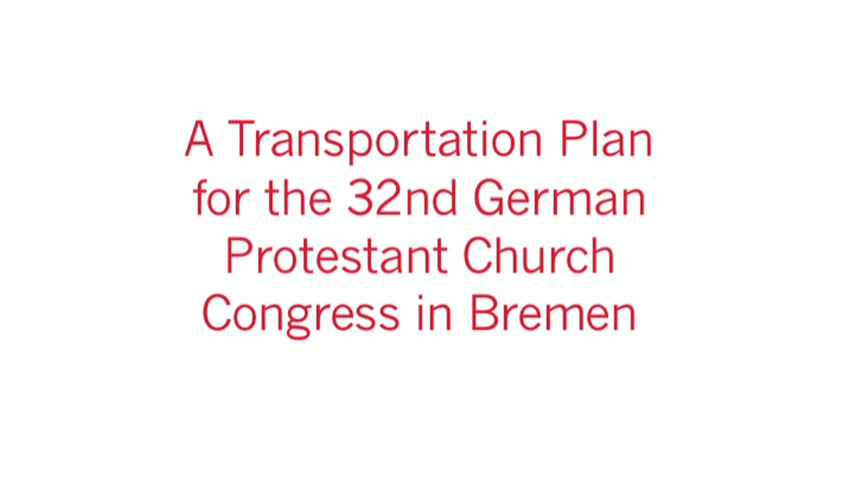 A Transportation Plan
for the 32nd German
Protestant Church
Congress in Bremen